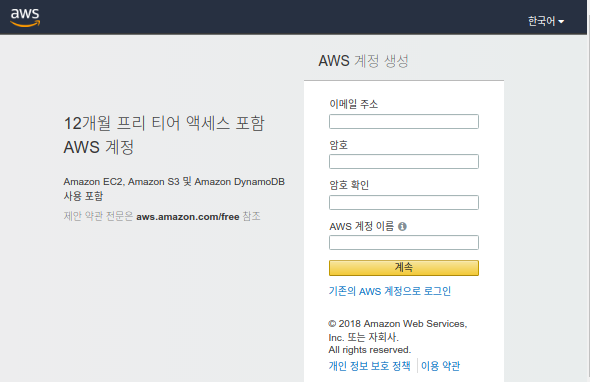 aws
한국어
AWS 계정 생성
12개월 프리 티어 액세스 포함
AWS 계정
Amazon EC2, Amazon S3 및 Amazon DynamoDB
사용 포함
제안 약관 전문은 aws.amazon.com/free 참조
이메일 주소
암호
암호 확인
AWS 계정 이름
계속
기존의 AWS 계정으로 로그인
© 2018 Amazon Web Services,
Inc. 또는 자회사.
All rights reserved.
개인 정보 보호 정책 이용 약관